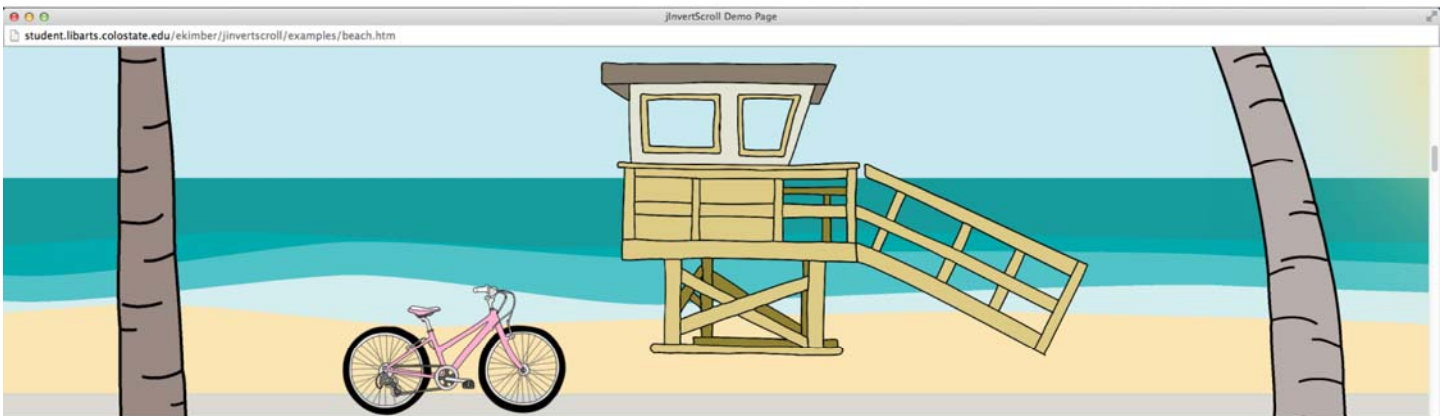 jInvertScroll Demo Page
student.libarts.colostate.edu/ekimber/jinvertscroll/examples/beach.htm